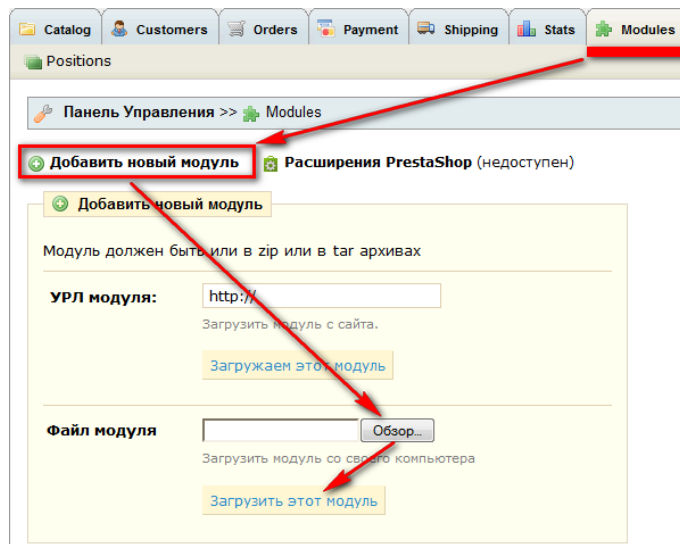 Catalog Customers Orders Payment Shipping Stats Modules
Positions
Панель Управления >> Modules
Добавить новый модуль Расширения PrestaShop (недоступен)
Добавить новый модуль
Модуль должен быть или в zip или в tar архивах
УРЛ модуля: http://
Загрузить модуль с сайта.
Загружаем этот модуль
Файл модуля Обзор...
Загрузить модуль со своего компьютера
Загрузить этот модуль